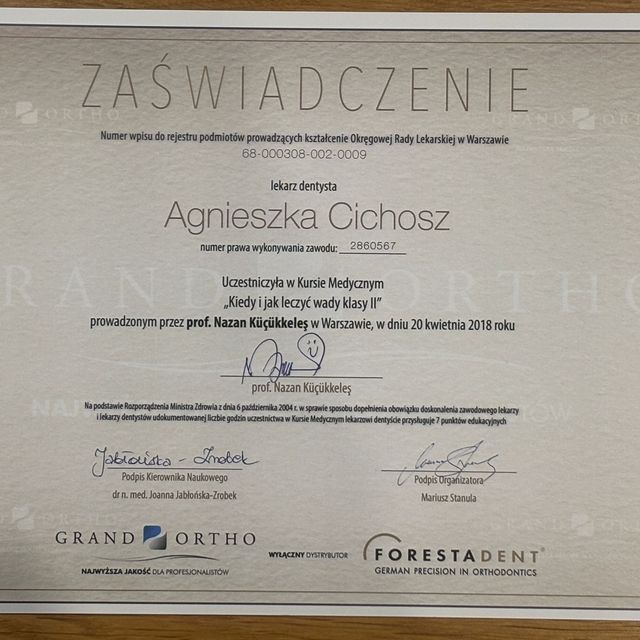 ZAŚWIADCZENIE
Numer wpisu do rejestru podmiotów prowadzących kształcenie Okręgowej Rady Lekarskiej w Warszawie
68-000308-002-0009
lekarz dentysta
Agnieszka Cichosz
numer prawa wykonywania zawodu: 2860567
Uczestniczyła w Kursie Medycznym
„Kiedy i jak leczyć wady klasy II”
prowadzonym przez prof. Nazan Küçükkeleş w Warszawie, w dniu 20 kwietnia 2018 roku
prof. Nazan Küçükkeleş
Na podstawie Rozporządzenia Ministra Zdrowia z dnia 6 października 2004 r. w sprawie sposobu dopełnienia obowiązku doskonalenia zawodowego lekarzy
i lekarzy dentystów udokumentowanej liczbie godzin uczestnictwa w Kursie Medycznym lekarzowi dentyście przysługuje 7 punktów edukacyjnych
Jabłońska - Zrobek
Podpis Kierownika Naukowego
dr n. med. Joanna Jabłońska-Zrobek
Podpis Organizatora
Mariusz Stanula
GRAND ORTHO
NAJWYŻSZA JAKOŚĆ DLA PROFESJONALISTÓW
WYŁĄCZNY DYSTRYBUTOR
FORESTADENT®
GERMAN PRECISION IN ORTHODONTICS